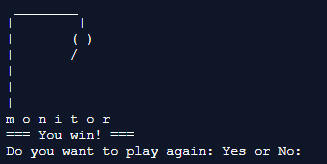 m o n i t o r
=== You win! ===
Do you want to play again: Yes or No: